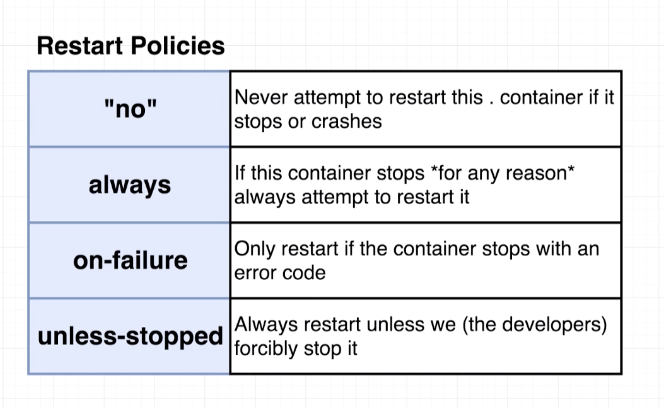 Restart Policies
"no"
Never attempt to restart this . container if it
stops or crashes
always
If this container stops *for any reason*
always attempt to restart it
on-failure
Only restart if the container stops with an
error code
unless-stopped
Always restart unless we (the developers)
forcibly stop it